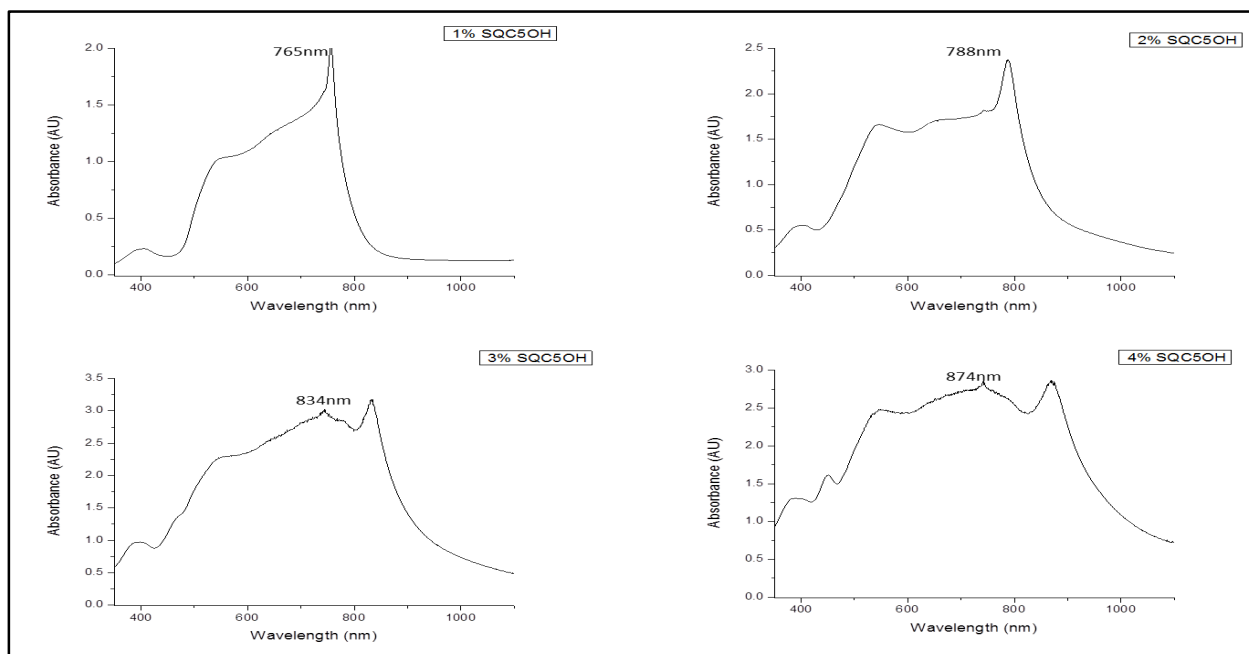 1% SQC5OH
765nm
2.0
1.5
1.0
0.5
0.0
Absorbance (AU)
400 600 800 1000
Wavelength (nm)
2% SQC5OH
788nm
2.5
2.0
1.5
1.0
0.5
0.0
Absorbance (AU)
400 600 800 1000
Wavelength (nm)
3% SQC5OH
834nm
3.5
3.0
2.5
2.0
1.5
1.0
0.5
0.0
Absorbance (AU)
400 600 800 1000
Wavelength (nm)
4% SQC5OH
874nm
3.0
2.5
2.0
1.5
1.0
0.5
0.0
Absorbance (AU)
400 600 800 1000
Wavelength (nm)